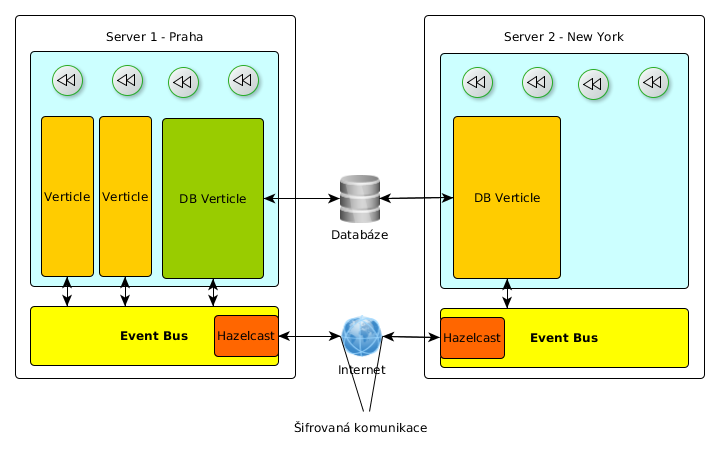 Server 1 - Praha
Server 2 - New York
Verticle
Verticle
DB Verticle
DB Verticle
Databáze
Event Bus
Hazelcast
Hazelcast
Event Bus
Internet
Šifrovaná komunikace